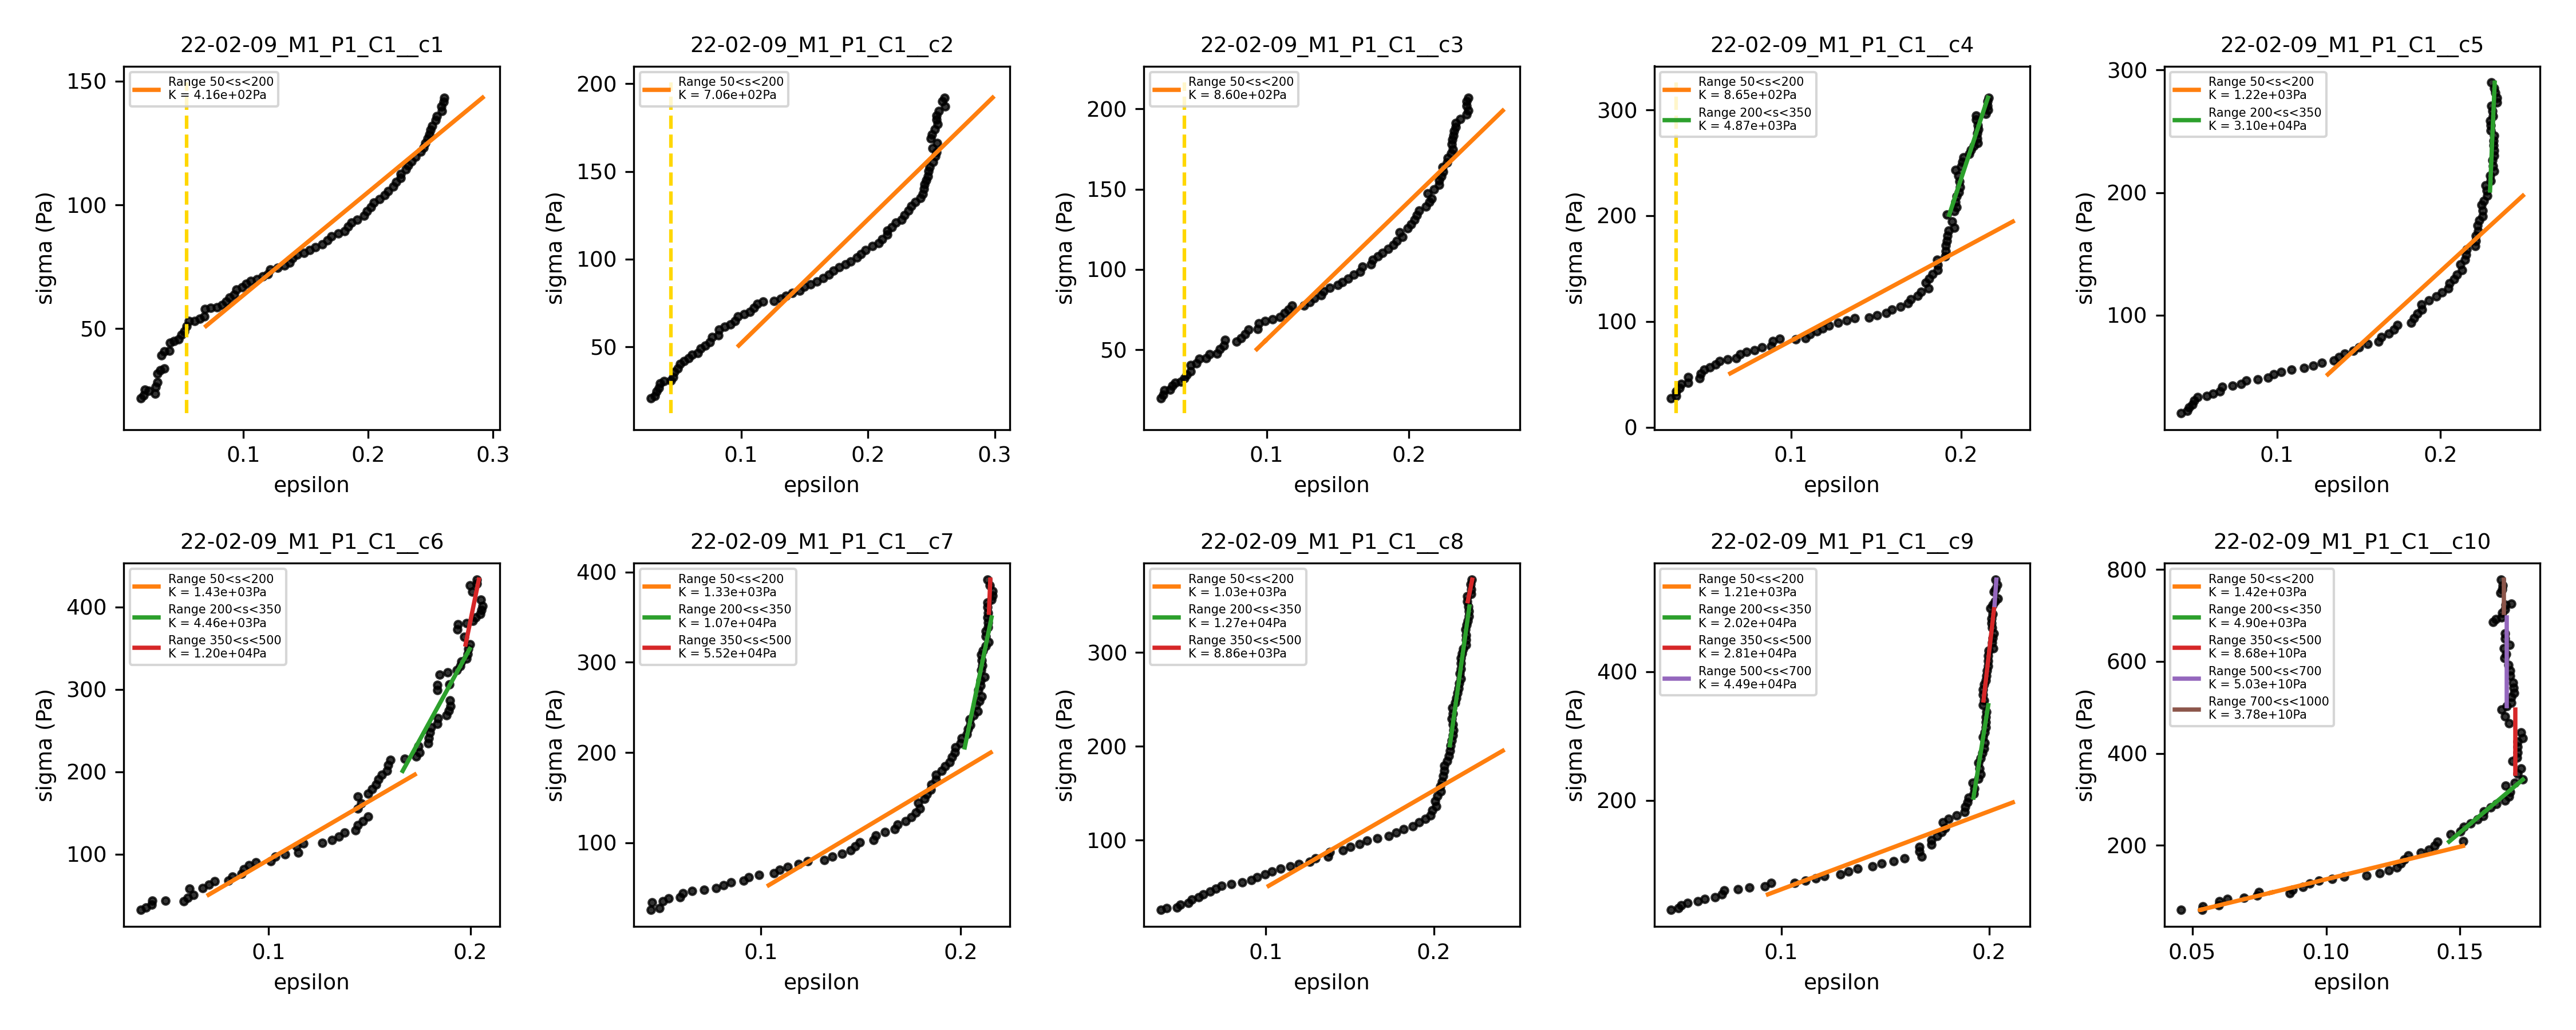 22-02-09_M1_P1_C1__c1
Range 50<s<200
K = 4.16e+02Pa
sigma (Pa)
150
100
50
0.1 0.2 0.3
epsilon
22-02-09_M1_P1_C1__c2
Range 50<s<200
K = 7.06e+02Pa
sigma (Pa)
200
150
100
50
0.1 0.2 0.3
epsilon
22-02-09_M1_P1_C1__c3
Range 50<s<200
K = 8.60e+02Pa
sigma (Pa)
200
150
100
50
0.1 0.2
epsilon
22-02-09_M1_P1_C1__c4
Range 50<s<200
K = 8.65e+02Pa
Range 200<s<350
K = 4.87e+03Pa
sigma (Pa)
300
200
100
0
0.1 0.2
epsilon
22-02-09_M1_P1_C1__c5
Range 50<s<200
K = 1.22e+03Pa
Range 200<s<350
K = 3.10e+04Pa
sigma (Pa)
300
200
100
0.1 0.2
epsilon
22-02-09_M1_P1_C1__c6
Range 50<s<200
K = 1.43e+03Pa
Range 200<s<350
K = 4.46e+03Pa
Range 350<s<500
K = 1.20e+04Pa
sigma (Pa)
400
300
200
100
0.1 0.2
epsilon
22-02-09_M1_P1_C1__c7
Range 50<s<200
K = 1.33e+03Pa
Range 200<s<350
K = 1.07e+04Pa
Range 350<s<500
K = 5.52e+04Pa
sigma (Pa)
400
300
200
100
0.1 0.2
epsilon
22-02-09_M1_P1_C1__c8
Range 50<s<200
K = 1.03e+03Pa
Range 200<s<350
K = 1.27e+04Pa
Range 350<s<500
K = 8.86e+03Pa
sigma (Pa)
300
200
100
0.1 0.2
epsilon
22-02-09_M1_P1_C1__c9
Range 50<s<200
K = 1.21e+03Pa
Range 200<s<350
K = 2.02e+04Pa
Range 350<s<500
K = 2.81e+04Pa
Range 500<s<700
K = 4.49e+04Pa
sigma (Pa)
400
200
0.1 0.2
epsilon
22-02-09_M1_P1_C1__c10
Range 50<s<200
K = 1.42e+03Pa
Range 200<s<350
K = 4.90e+03Pa
Range 350<s<500
K = 8.68e+10Pa
Range 500<s<700
K = 5.03e+10Pa
Range 700<s<1000
K = 3.78e+10Pa
sigma (Pa)
800
600
400
200
0.05 0.10 0.15
epsilon